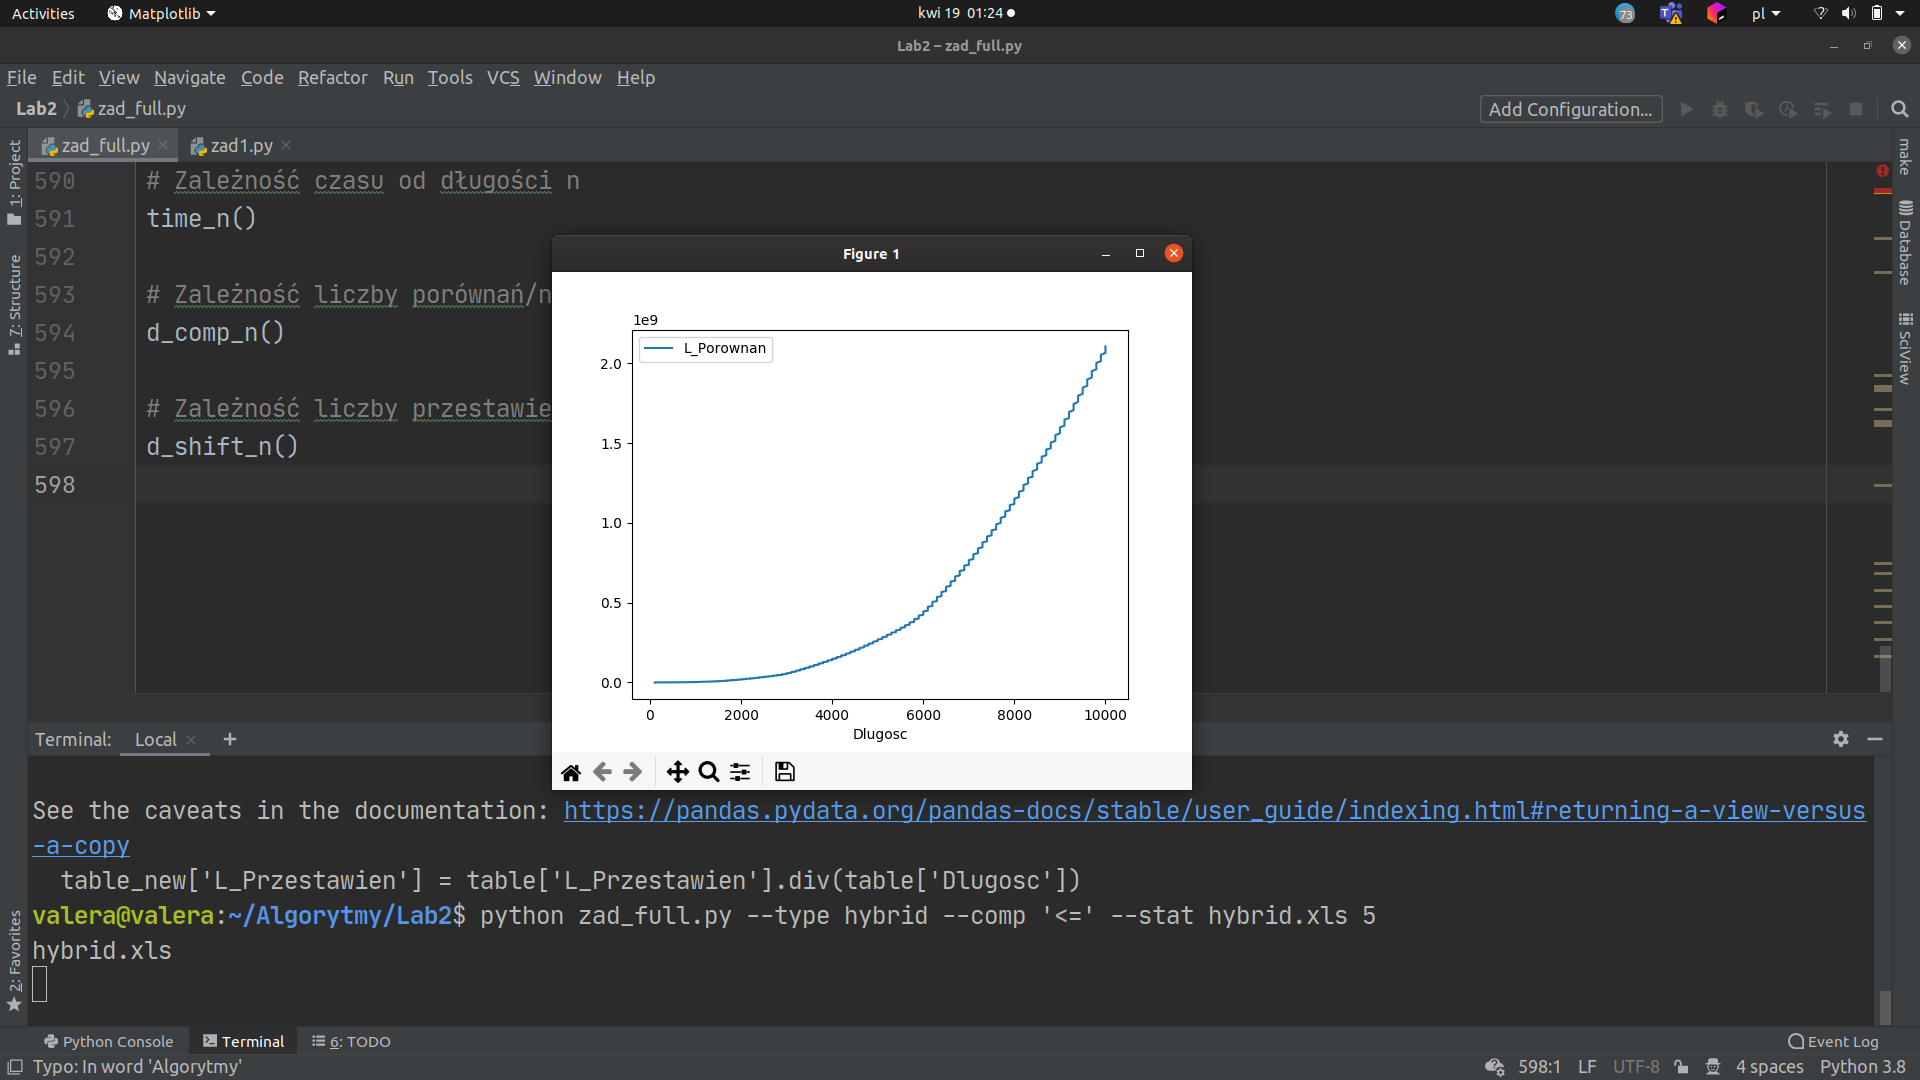 Activities
Matplotlib
kwi 19 01:24
73
pl
Lab2 – zad_full.py
File Edit View Navigate Code Refactor Run Tools VCS Window Help
Lab2
zad_full.py
Add Configuration...
zad_full.py
zad1.py
1: Project
7: Structure
2: Favorites
make
Database
SciView
590 # Zależność czasu od długości n
591 time_n()
592
593 # Zależność liczby porównań/n
594 d_comp_n()
595
596 # Zależność liczby przestawie
597 d_shift_n()
598
Figure 1
1e9
L_Porownan
2.0
1.5
1.0
0.5
0.0
0 2000 4000 6000 8000 10000
Dlugosc
Terminal: Local +
See the caveats in the documentation: https://pandas.pydata.org/pandas-docs/stable/user_guide/indexing.html#returning-a-view-versus
-a-copy
table_new['L_Przestawien'] = table['L_Przestawien'].div(table['Dlugosc'])
valera@valera:~/Algorytmy/Lab2$ python zad_full.py --type hybrid --comp '<=' --stat hybrid.xls 5
hybrid.xls
Python Console
Terminal
6: TODO
Event Log
Typo: In word 'Algorytmy'
598:1 LF UTF-8 4 spaces Python 3.8